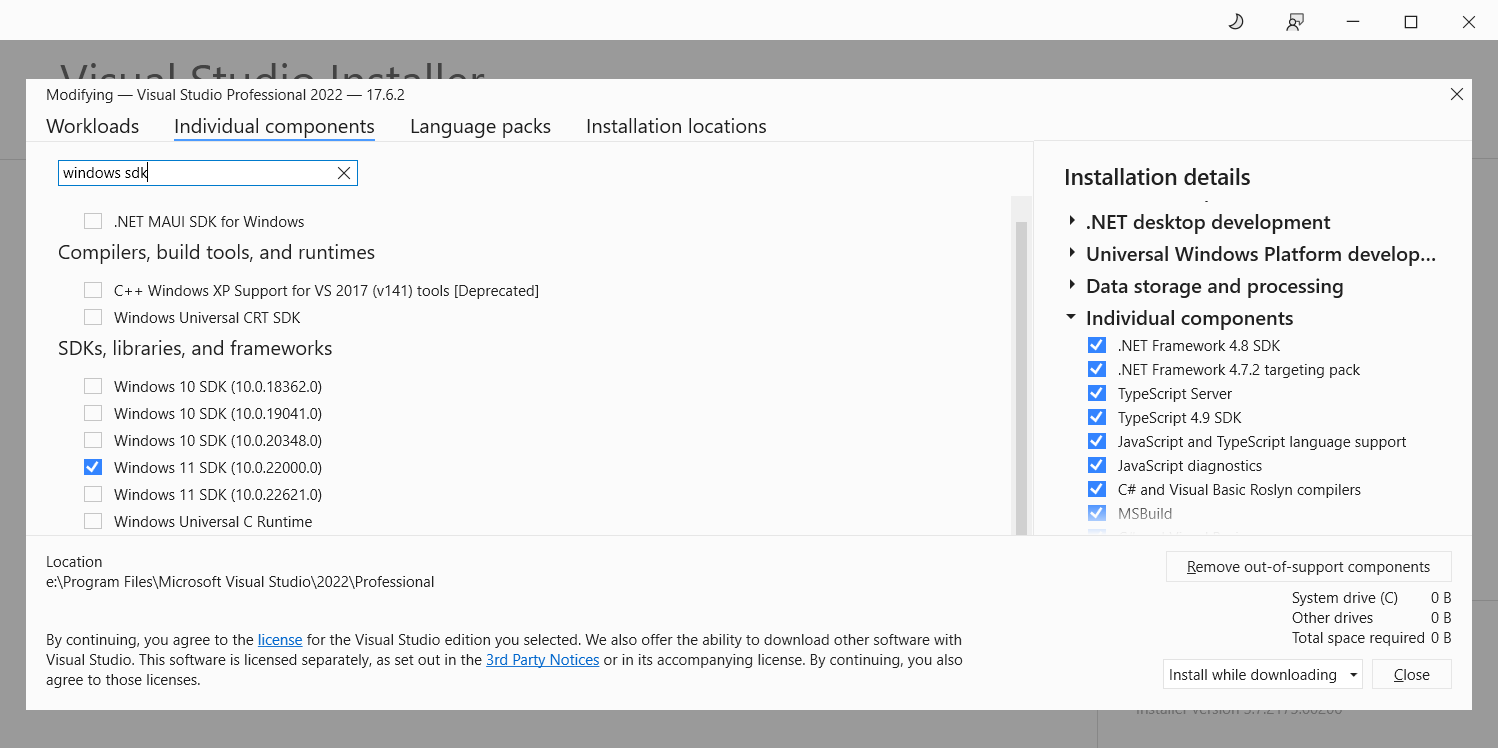 Visual Studio Installer
Modifying — Visual Studio Professional 2022 — 17.6.2
Workloads
Individual components
Language packs
Installation locations
windows sdk
.NET MAUI SDK for Windows
Compilers, build tools, and runtimes
C++ Windows XP Support for VS 2017 (v141) tools [Deprecated]
Windows Universal CRT SDK
SDKs, libraries, and frameworks
Windows 10 SDK (10.0.18362.0)
Windows 10 SDK (10.0.19041.0)
Windows 10 SDK (10.0.20348.0)
Windows 11 SDK (10.0.22000.0)
Windows 11 SDK (10.0.22621.0)
Windows Universal C Runtime
Installation details
.NET desktop development
Universal Windows Platform develop...
Data storage and processing
Individual components
.NET Framework 4.8 SDK
.NET Framework 4.7.2 targeting pack
TypeScript Server
TypeScript 4.9 SDK
JavaScript and TypeScript language support
JavaScript diagnostics
C# and Visual Basic Roslyn compilers
MSBuild
Location
e:\Program Files\Microsoft Visual Studio\2022\Professional
By continuing, you agree to the license for the Visual Studio edition you selected. We also offer the ability to download other software with
Visual Studio. This software is licensed separately, as set out in the 3rd Party Notices or in its accompanying license. By continuing, you also
agree to those licenses.
Remove out-of-support components
System drive (C) 0 B
Other drives 0 B
Total space required 0 B
Install while downloading
Close